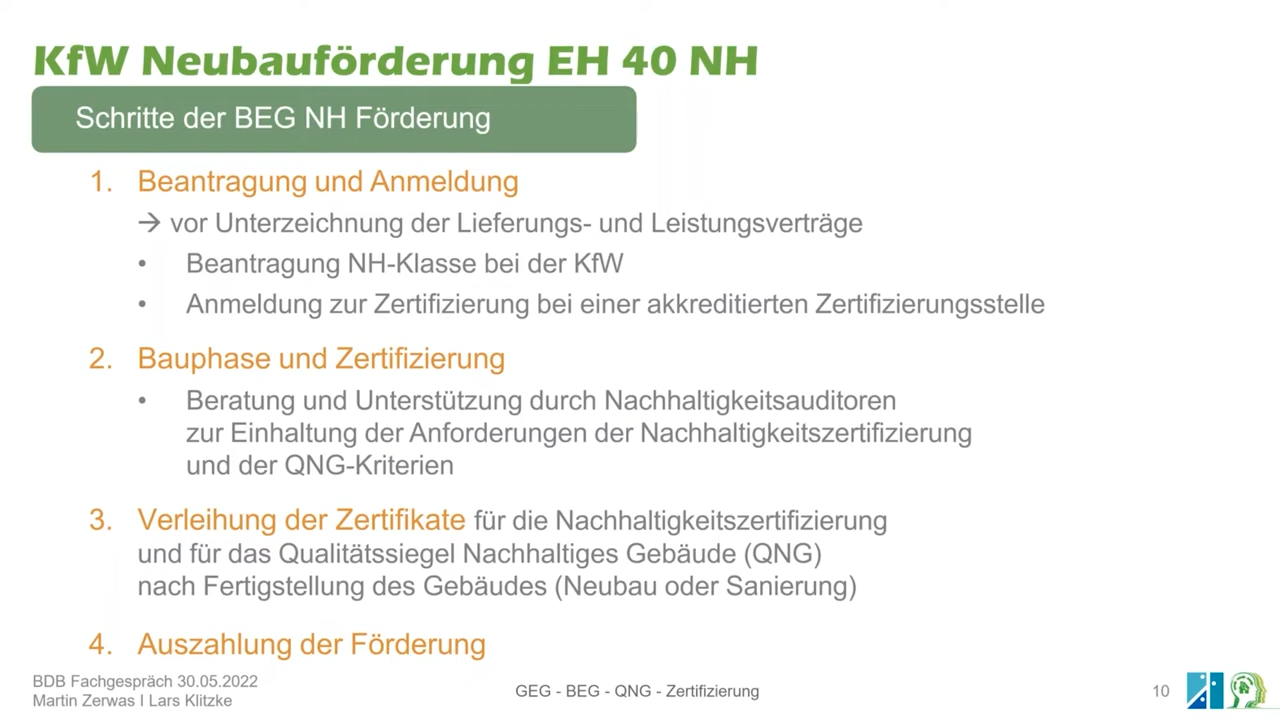 KfW Neubauförderung EH 40 NH
Schritte der BEG NH Förderung
1. Beantragung und Anmeldung
→ vor Unterzeichnung der Lieferungs- und Leistungsverträge
• Beantragung NH-Klasse bei der KfW
• Anmeldung zur Zertifizierung bei einer akkreditierten Zertifizierungsstelle
2. Bauphase und Zertifizierung
• Beratung und Unterstützung durch Nachhaltigkeitsauditoren
zur Einhaltung der Anforderungen der Nachhaltigkeitszertifizierung
und der QNG-Kriterien
3. Verleihung der Zertifikate für die Nachhaltigkeitszertifizierung
und für das Qualitätssiegel Nachhaltiges Gebäude (QNG)
nach Fertigstellung des Gebäudes (Neubau oder Sanierung)
4. Auszahlung der Förderung
BDB Fachgespräch 30.05.2022
Martin Zerwas I Lars Klitzke
GEG - BEG - QNG - Zertifizierung
10